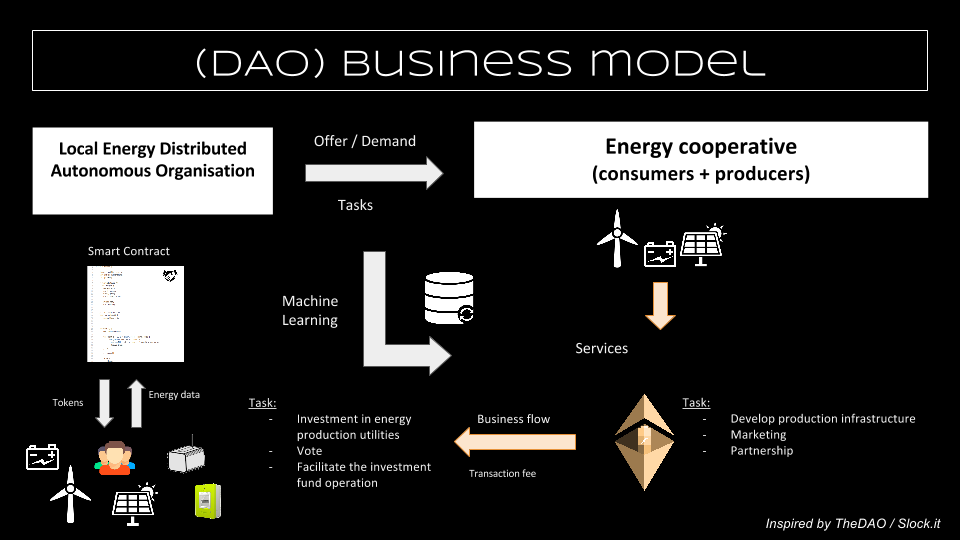 (DAO) Business model
Local Energy Distributed
Autonomous Organisation
Offer / Demand
Tasks
Energy cooperative
(consumers + producers)
Smart Contract
Machine
Learning
Services
Tokens
Energy data
Task:
- Investment in energy
production utilities
- Vote
- Facilitate the investment
fund operation
Business flow
Transaction fee
Task:
- Develop production infrastructure
- Marketing
- Partnership
Inspired by TheDAO / Slock.it